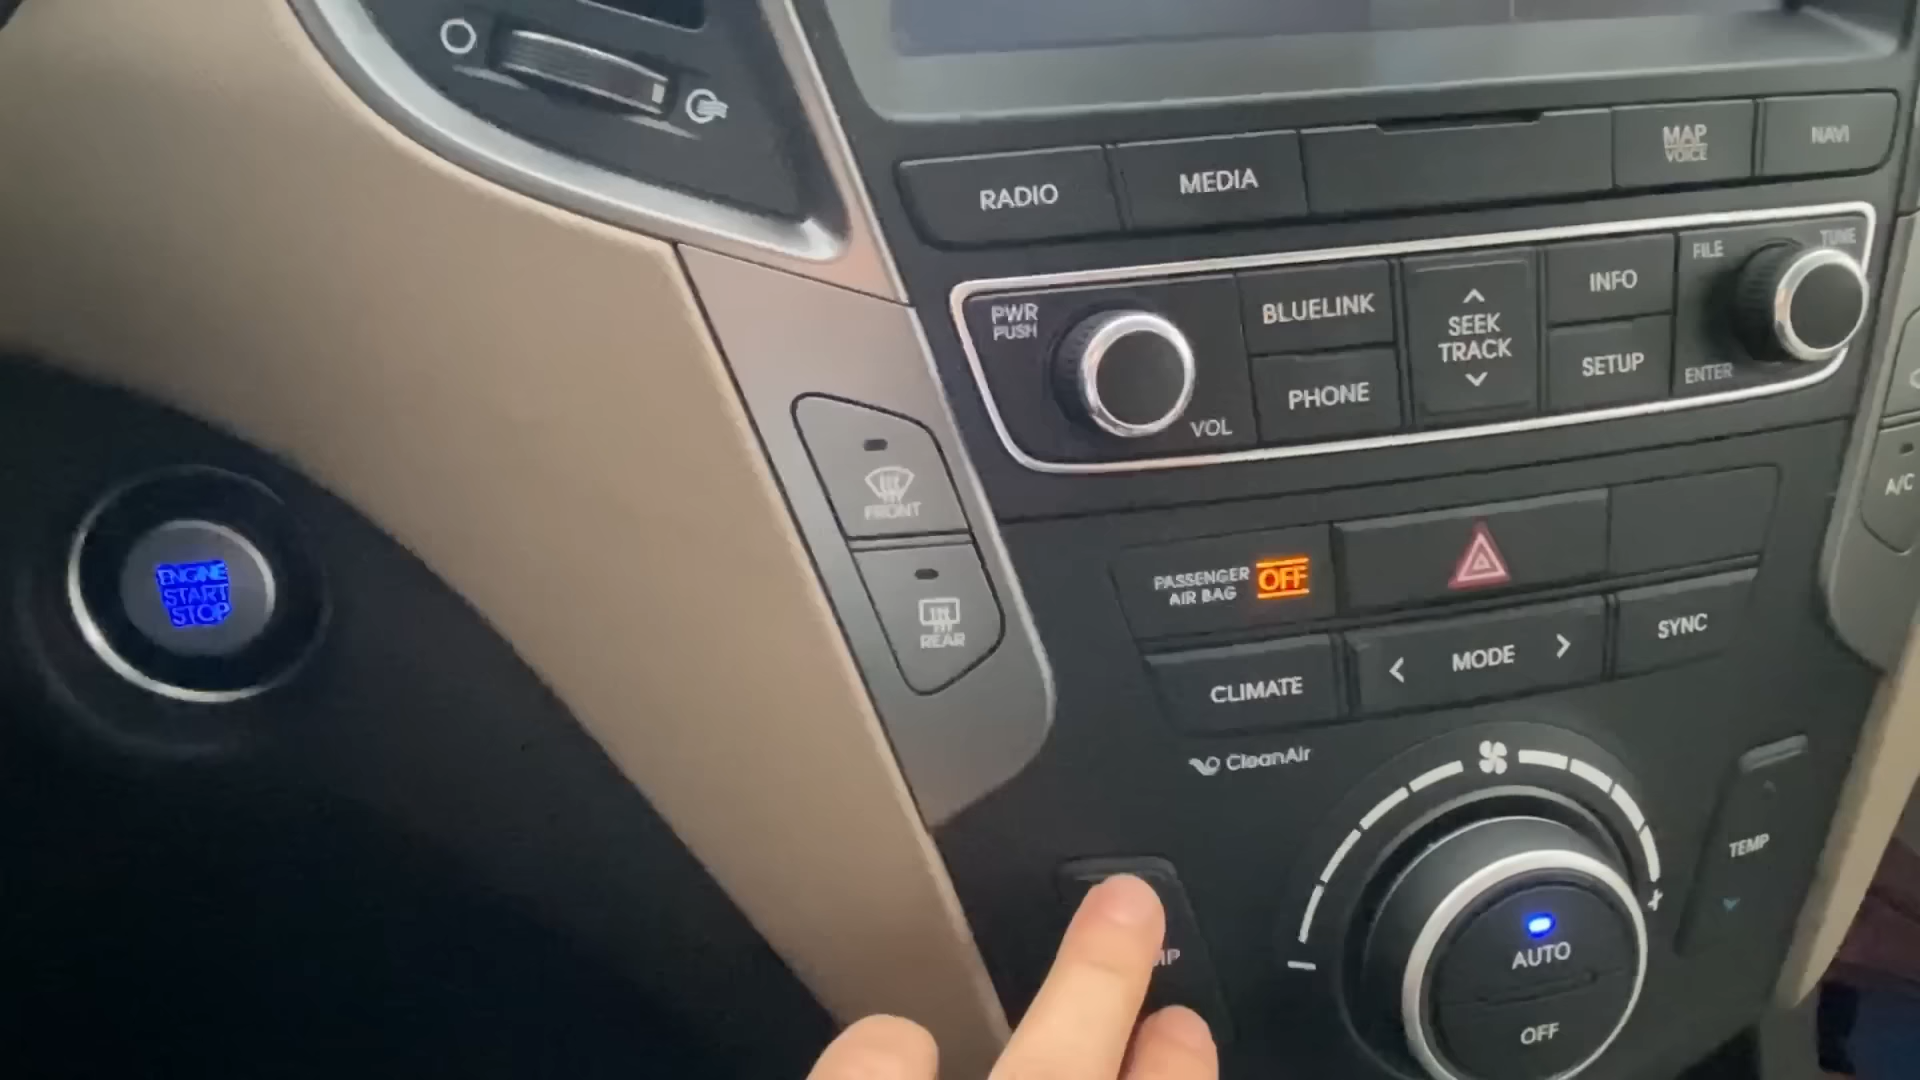 RADIO
MEDIA
MAP
VOICE
NAVI
PWR
PUSH
VOL
BLUELINK
PHONE
SEEK
TRACK
INFO
SETUP
FILE
TUNE
ENTER
FRONT
REAR
A/C
ENGINE
START
STOP
PASSENGER
AIR BAG
OFF
CLIMATE
MODE
SYNC
CleanAir
TEMP
AUTO
OFF